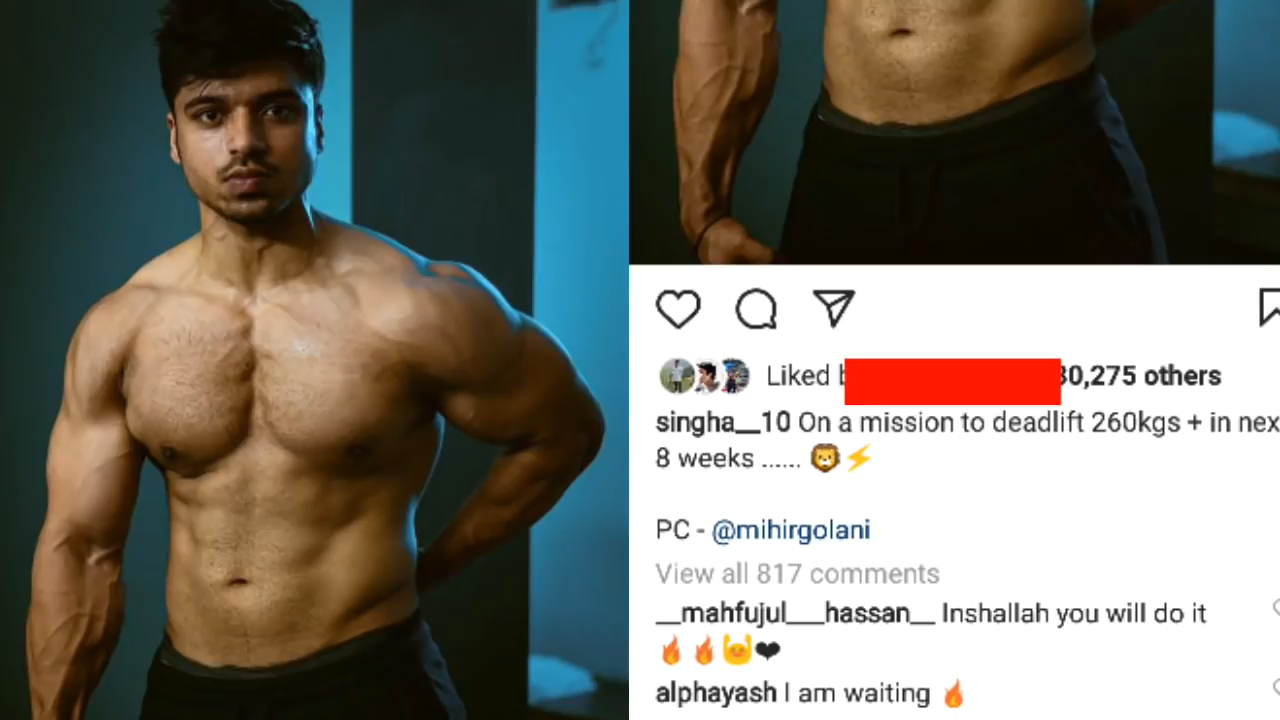 Liked 30,275 others
singha__10 On a mission to deadlift 260kgs + in
8 weeks ...... 🦁⚡
PC - @mihirgolani
View all 817 comments
__mahfujul___hassan__ Inshallah you will do it
🔥🔥🤘❤
alphayash I am waiting 🔥